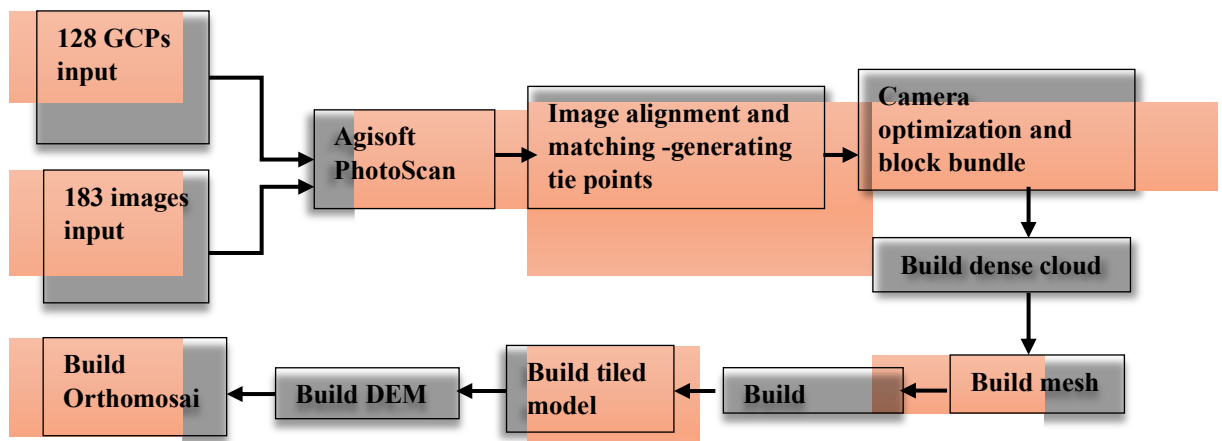 128 GCPs
input
183 images
input
Agisoft
PhotoScan
Image alignment and
matching -generating
tie points
Camera
optimization and
block bundle
Build dense cloud
Build mesh
Build
Build tiled
model
Build DEM
Build
Orthomosai